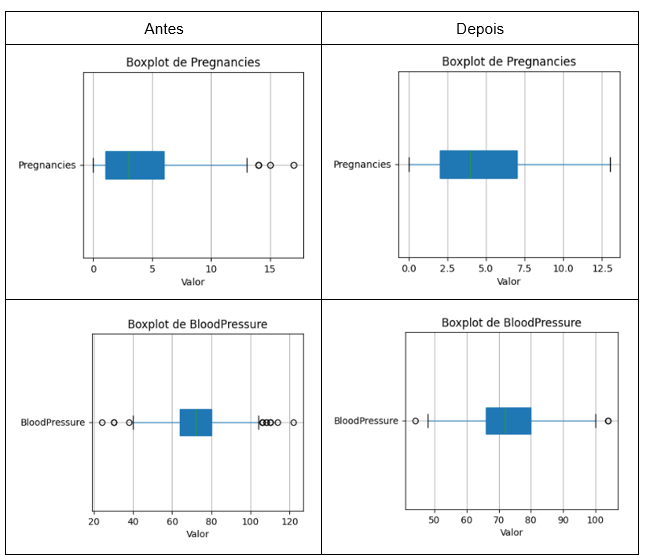 Antes
Depois
Boxplot de Pregnancies
Pregnancies
0 5 10 15
Valor
Boxplot de Pregnancies
Pregnancies
0.0 2.5 5.0 7.5 10.0 12.5
Valor
Boxplot de BloodPressure
BloodPressure
20 40 60 80 100 120
Valor
Boxplot de BloodPressure
BloodPressure
50 60 70 80 90 100
Valor